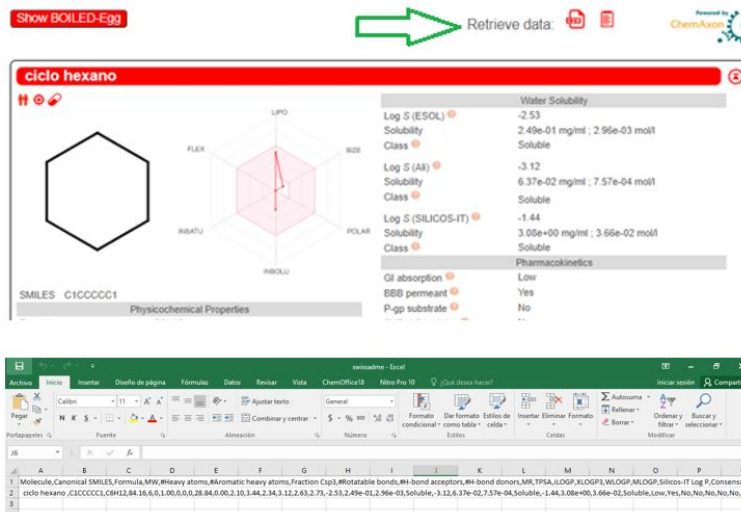 Show BOILED-Egg
Retrieve data:
Powered by
ChemAxon
ciclo hexano
LIPO
FLEX
SIZE
INSATU
POLAR
INSOLU
SMILES C1CCCCC1
Physicochemical Properties
Water Solubility
Log S (ESOL) -2.53
Solubility 2.49e-01 mg/ml ; 2.96e-03 mol/l
Class Soluble
Log S (Ali) -3.12
Solubility 6.37e-02 mg/ml ; 7.57e-04 mol/l
Class Soluble
Log S (SILICOS-IT) -1.44
Solubility 3.08e+00 mg/ml ; 3.66e-02 mol/l
Class Soluble
Pharmacokinetics
GI absorption Low
BBB permeant Yes
P-gp substrate No
swissadme - Excel
Archivo Inicio Insertar Diseño de página Fórmulas Datos Revisar Vista ChemOffice18 Nitro Pro 10 ¿Qué desea hacer? Iniciar sesión Compartir
Calibri 11 Ajustar texto General Autosuma
Pegar N K S Combinar y centrar Formato condicional Dar formato como tabla Estilos de celda Insertar Eliminar Formato Rellenar Borrar Ordenar y filtrar Buscar y seleccionar
Portapapeles Fuente Alineación Número Estilos Celdas Modificar
J6
A B C D E F G H I J K L M N O P
1 Molecule,Canonical SMILES,Formula,MW,#Heavy atoms,#Aromatic heavy atoms,Fraction Csp3,#Rotatable bonds,#H-bond acceptors,#H-bond donors,MR,TPSA,iLOGP,XLOGP3,WLOGP,MLOGP,Silicos-IT Log P,Consensu
2 ciclo hexano ,C1CCCCC1,C6H12,84.16,6,0,1.00,0,0,0,28.84,0.00,2.10,3.44,2.34,3.12,2.63,2.73,-2.53,2.49e-01,2.96e-03,Soluble,-3.12,6.37e-02,7.57e-04,Soluble,-1.44,3.08e+00,3.66e-02,Soluble,Low,Yes,No,No,No,No,No,
3